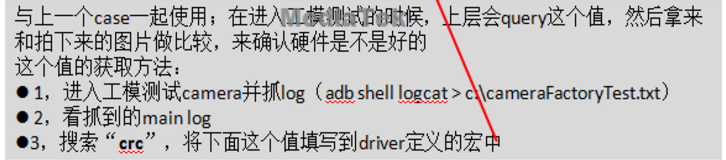 与上一个case一起使用；在进入工模测试的时候，上层会query这个值，然后拿来
和拍下来的图片做比较，来确认硬件是不是好的
这个值的获取方法：
●1，进入工模测试camera并抓log（adb shell logcat > c:\cameraFactoryTest.txt）
●2，看抓到的main log
●3，搜索“crc”，将下面这个值填写到driver定义的宏中